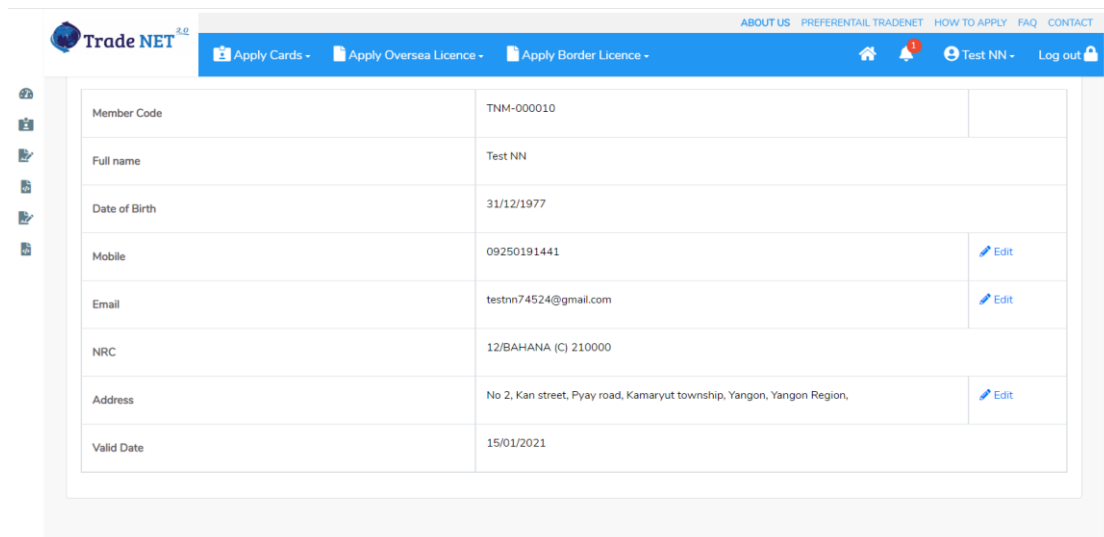 ABOUT US PREFERENTAIL TRADENET HOW TO APPLY FAQ CONTACT
Trade NET 2.0
Apply Cards Apply Oversea Licence Apply Border Licence 1 Test NN Log out
Member Code TNM-000010
Full name Test NN
Date of Birth 31/12/1977
Mobile 09250191441 Edit
Email testnn74524@gmail.com Edit
NRC 12/BAHANA (C) 210000
Address No 2, Kan street, Pyay road, Kamaryut township, Yangon, Yangon Region, Edit
Valid Date 15/01/2021